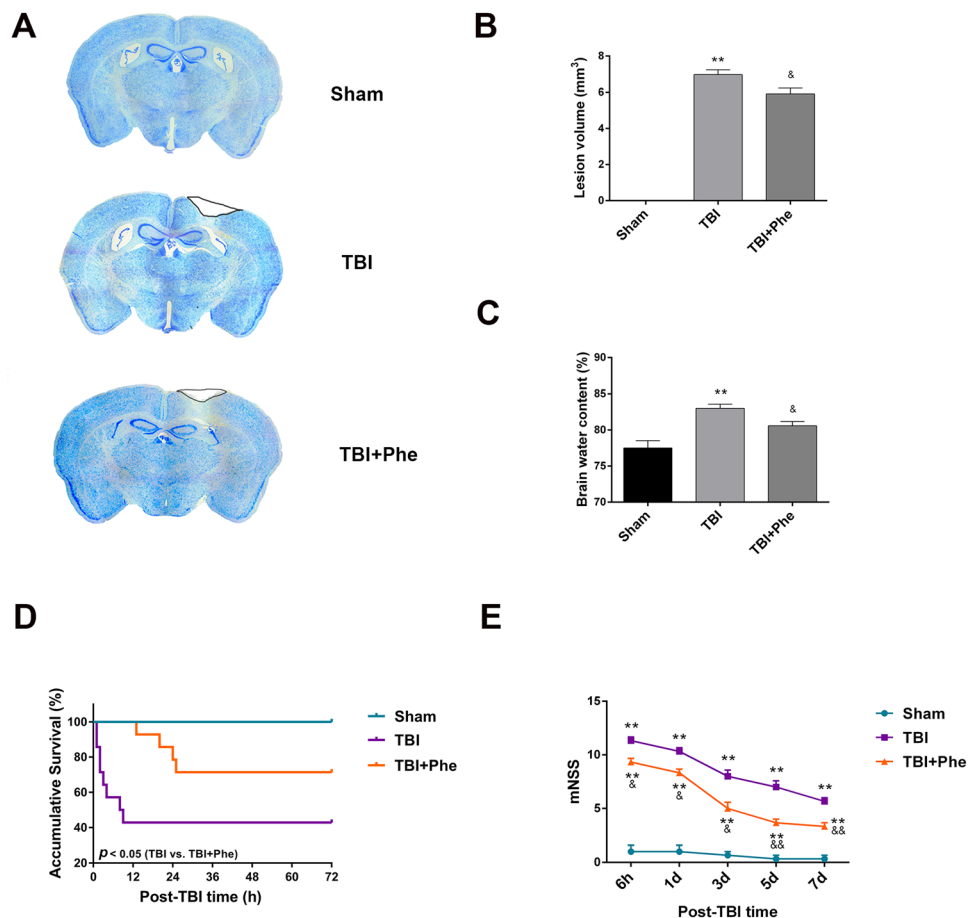 A
Sham
TBI
TBI+Phe
B
Lesion volume (mm³)
8
6
4
2
0
**
&
Sham
TBI
TBI+Phe
C
Brain water content (%)
90
85
80
75
70
**
&
Sham
TBI
TBI+Phe
D
Accumulative Survival (%)
100
80
60
40
20
p < 0.05 (TBI vs. TBI+Phe)
0 12 24 36 48 60 72
Post-TBI time (h)
Sham
TBI
TBI+Phe
E
mNSS
15
10
5
0
** ** ** ** **
** ** ** ** **
& & & && &&
6h 1d 3d 5d 7d
Post-TBI time
Sham
TBI
TBI+Phe